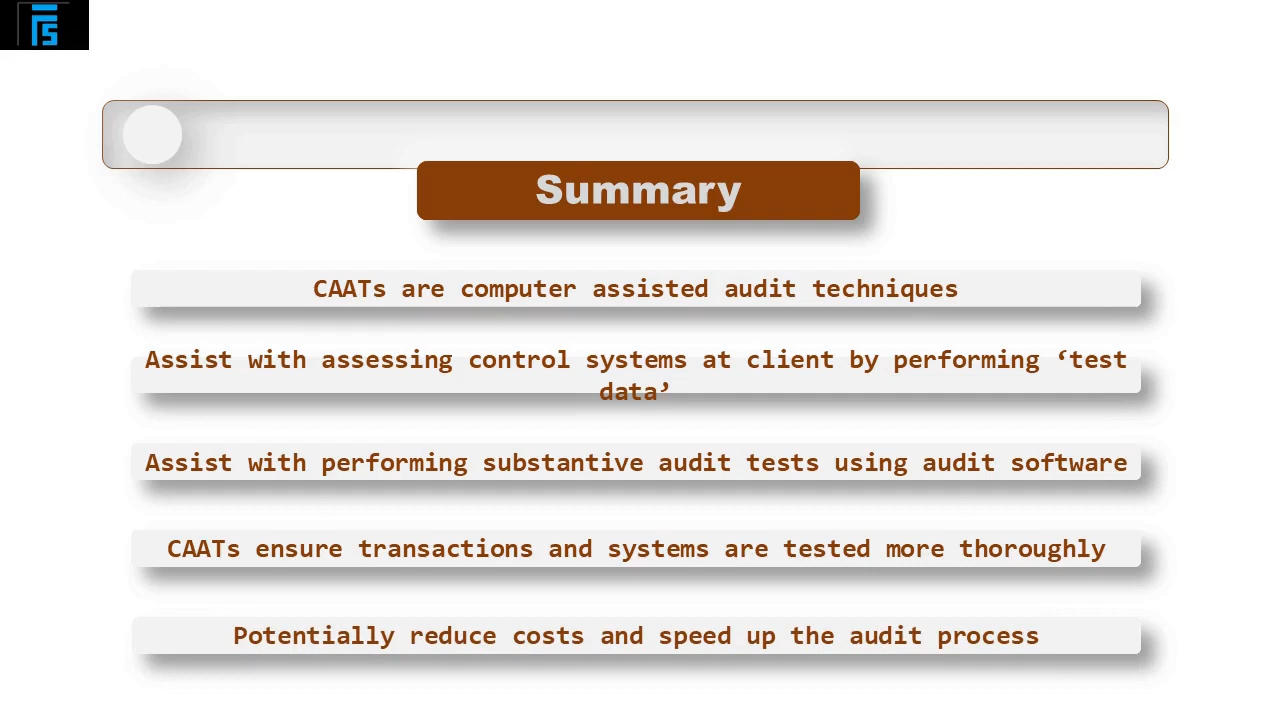 Summary
CAATs are computer assisted audit techniques
Assist with assessing control systems at client by performing ‘test
data’
Assist with performing substantive audit tests using audit software
CAATs ensure transactions and systems are tested more thoroughly
Potentially reduce costs and speed up the audit process